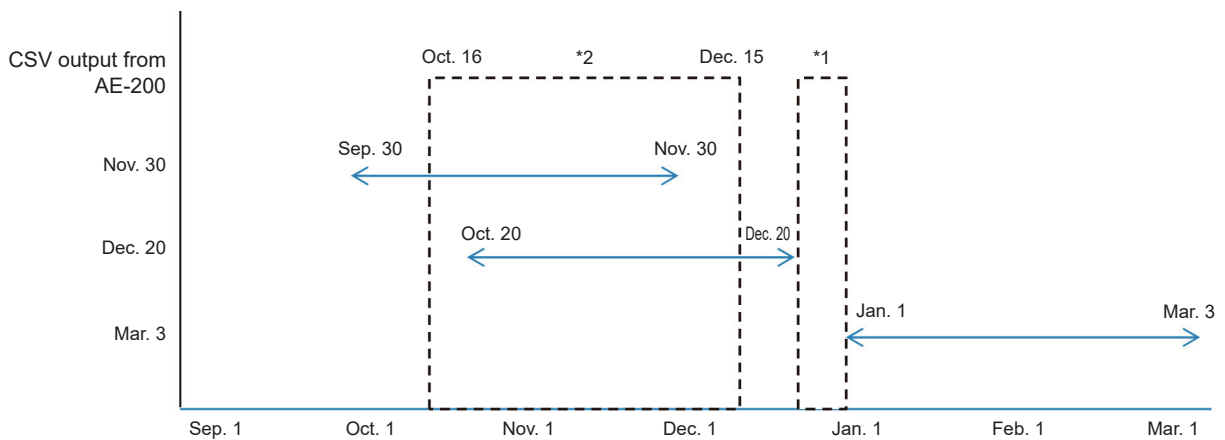 CSV output from
AE-200
Oct. 16
*2
Dec. 15
*1
Nov. 30
Sep. 30
Nov. 30
Dec. 20
Oct. 20
Dec. 20
Mar. 3
Jan. 1
Mar. 3
Sep. 1
Oct. 1
Nov. 1
Dec. 1
Jan. 1
Feb. 1
Mar. 1